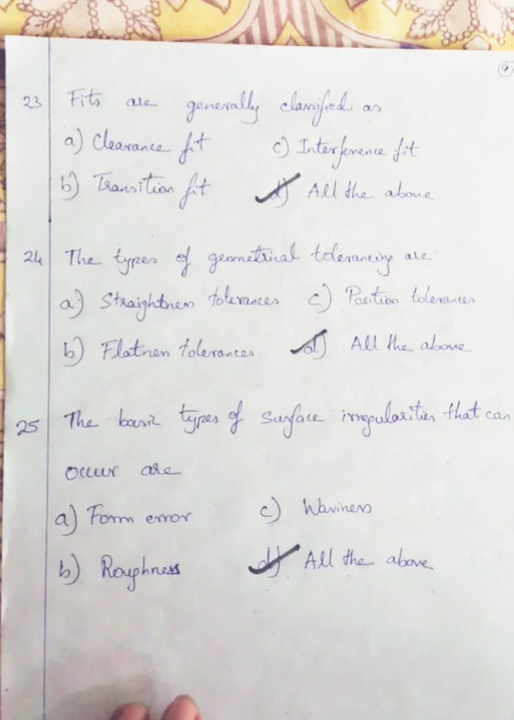 23 Fits are generally classified as
a) Clearance fit c) Interference fit
b) Transition fit d) All the above
24 The types of geometrical tolerancing are
a) Straightness tolerances c) Position tolerances
b) Flatness tolerances d) All the above
25 The basic types of surface irregularities that can
occur are
a) Form error c) Waviness
b) Roughness d) All the above